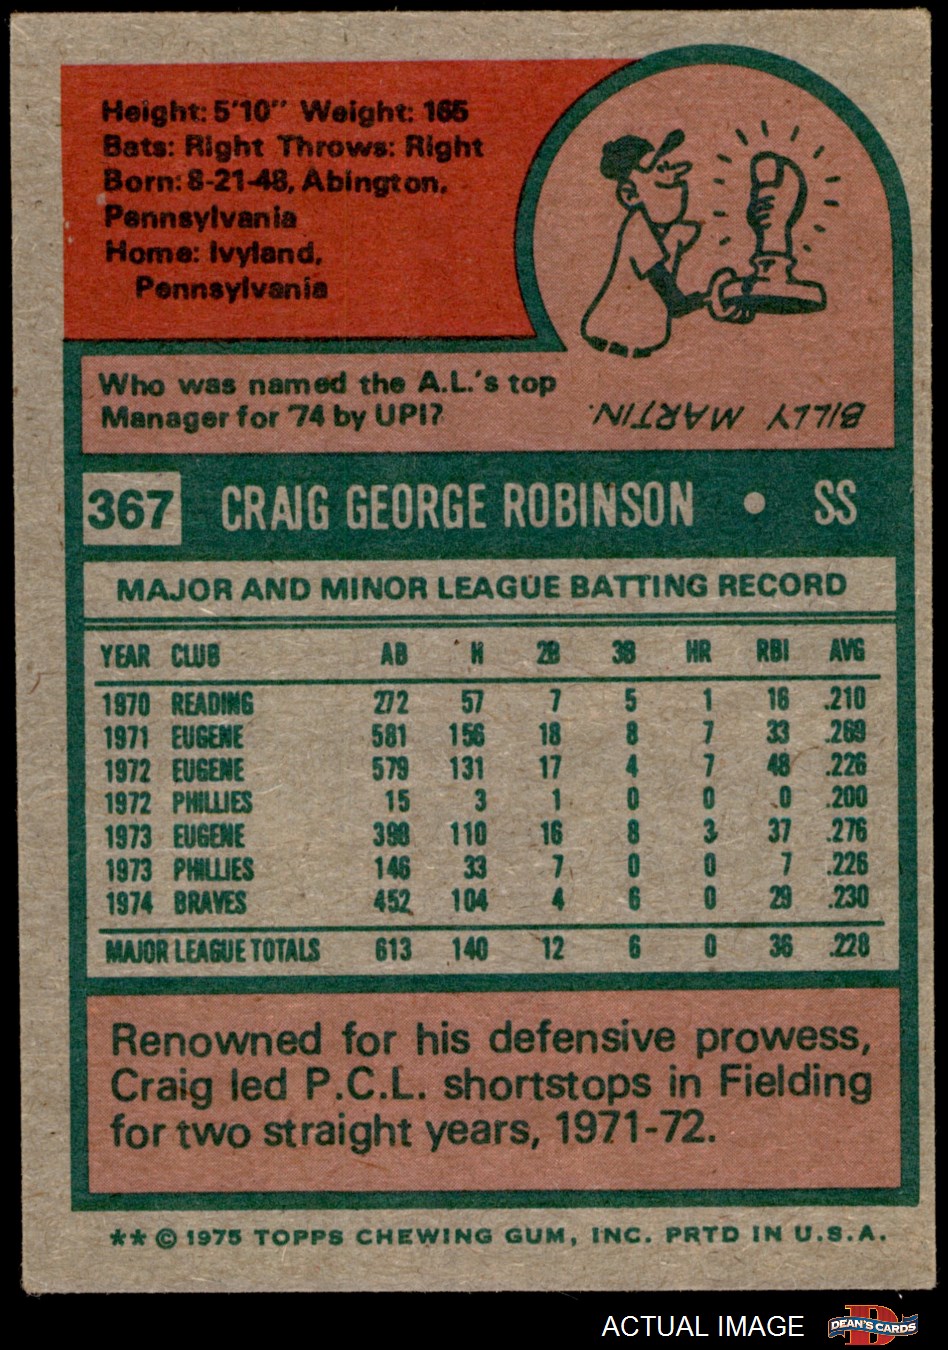 Height: 5'10" Weight: 165
Bats: Right Throws: Right
Born: 8-21-48, Abington,
Pennsylvania
Home: Ivyland,
Pennsylvania
Who was named the A.L.'s top
Manager for '74 by UPI?
BILLY MARTIN.
367 CRAIG GEORGE ROBINSON • SS
MAJOR AND MINOR LEAGUE BATTING RECORD
YEAR CLUB AB H 2B 3B HR RBI AVG
1970 READING 272 57 7 5 1 16 .210
1971 EUGENE 581 156 18 8 7 33 .269
1972 EUGENE 579 131 17 4 7 48 .226
1972 PHILLIES 15 3 1 0 0 0 .200
1973 EUGENE 398 110 16 8 3 37 .276
1973 PHILLIES 146 33 7 0 0 7 .226
1974 BRAVES 452 104 4 6 0 29 .230
MAJOR LEAGUE TOTALS 613 140 12 6 0 36 .228
Renowned for his defensive prowess,
Craig led P.C.L. shortstops in Fielding
for two straight years, 1971-72.
** © 1975 TOPPS CHEWING GUM, INC. PRTD IN U.S.A.
ACTUAL IMAGE DEAN'S CARDS